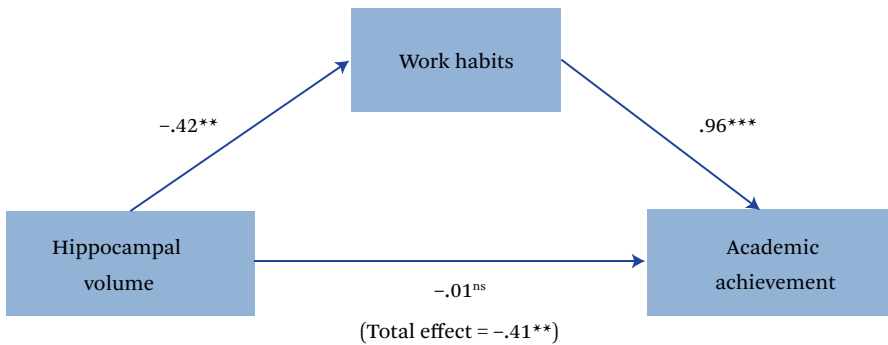 Work habits
–.42**
.96***
Hippocampal
volume
Academic
achievement
–.01ns
(Total effect = –.41**)